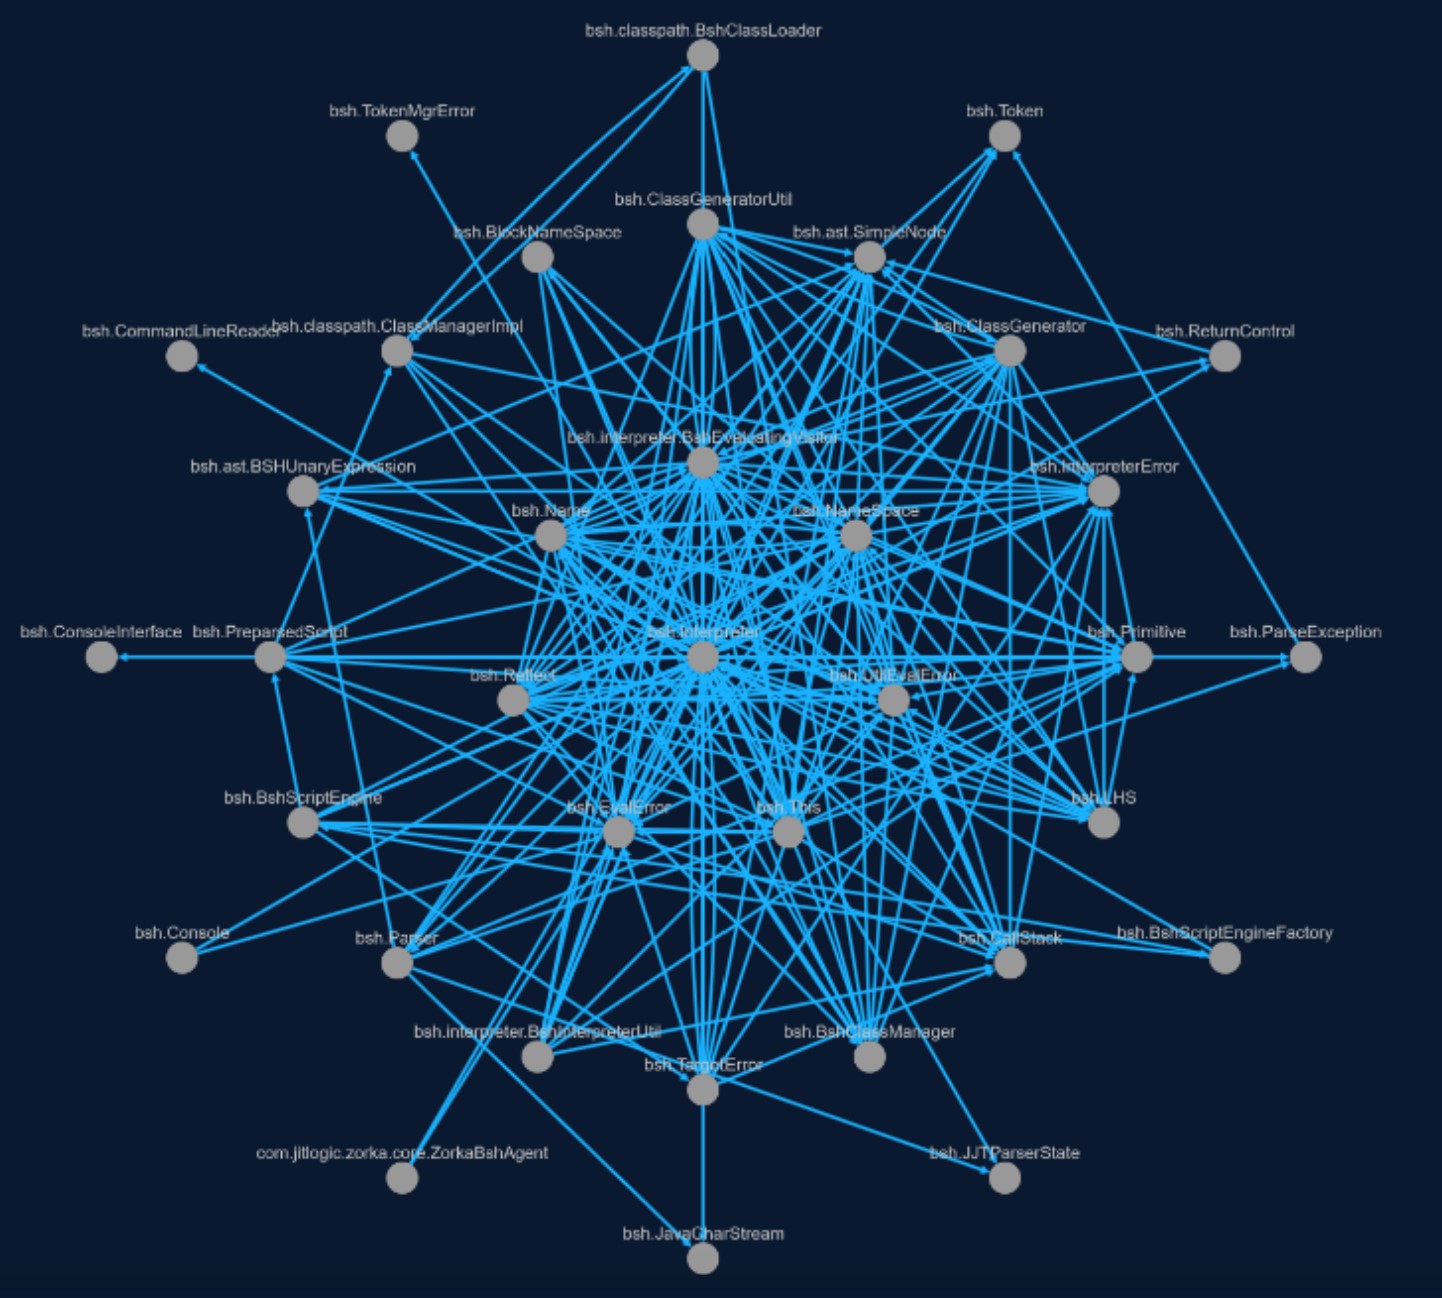 bsh.classpath.BshClassLoader
bsh.TokenMgrError
bsh.Token
bsh.ClassGeneratorUtil
bsh.BlockNameSpace
bsh.ast.SimpleNode
bsh.CommandLineReader
bsh.classpath.ClassManagerImpl
bsh.ClassGenerator
bsh.ReturnControl
bsh.interpreter.BshEvaluatingVisitor
bsh.ast.BSHUnaryExpression
bsh.InterpreterError
bsh.Name
bsh.NameSpace
bsh.ConsoleInterface
bsh.PreparsedScript
bsh.Interpreter
bsh.Primitive
bsh.ParseException
bsh.Reflect
bsh.UtilEvalError
bsh.BshScriptEngine
bsh.EvalError
bsh.This
bsh.LHS
bsh.Console
bsh.Parser
bsh.CallStack
bsh.BshScriptEngineFactory
bsh.interpreter.BshInterpreterUtil
bsh.BshClassManager
bsh.TargetError
com.jitlogic.zorka.core.ZorkaBshAgent
bsh.JJTParserState
bsh.JavaCharStream